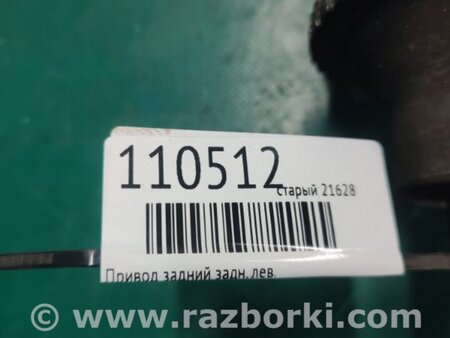 110512
старый 21628
Привод задний задн. лев.
© www.razborki.com